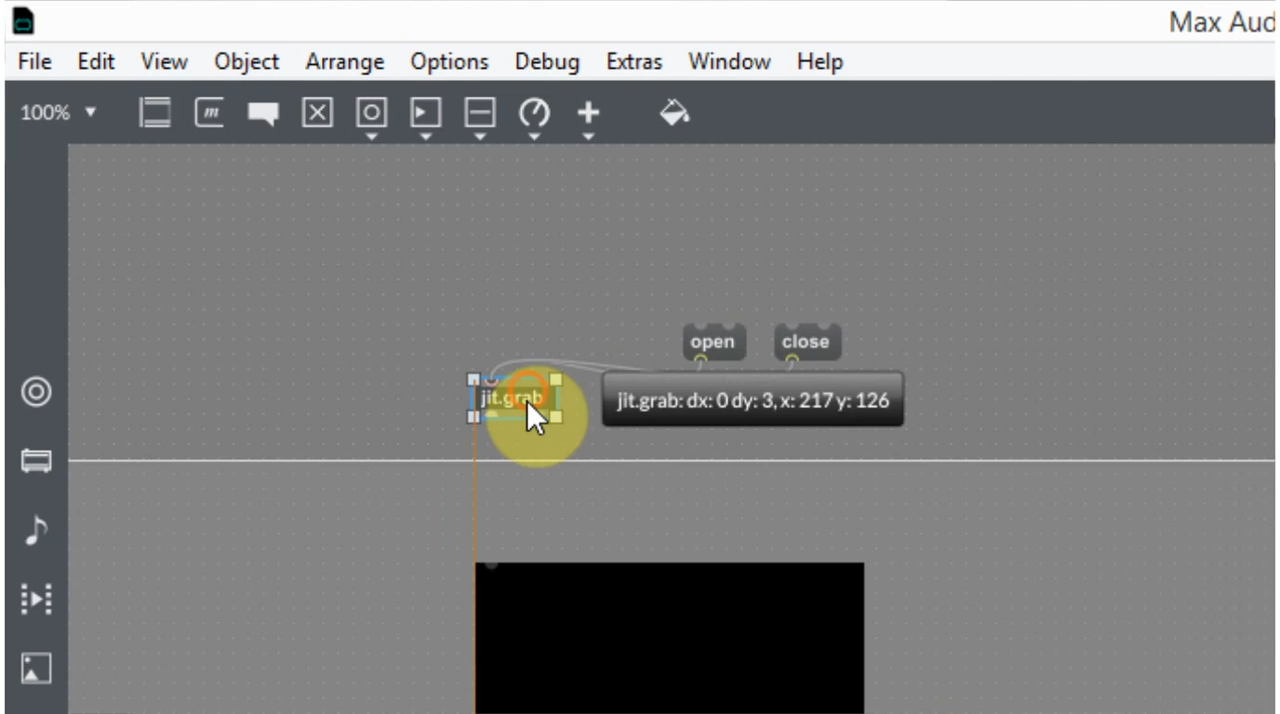 Max Aud
File Edit View Object Arrange Options Debug Extras Window Help
100%
m
open close
jit.grab
jit.grab: dx: 0 dy: 3, x: 217 y: 126